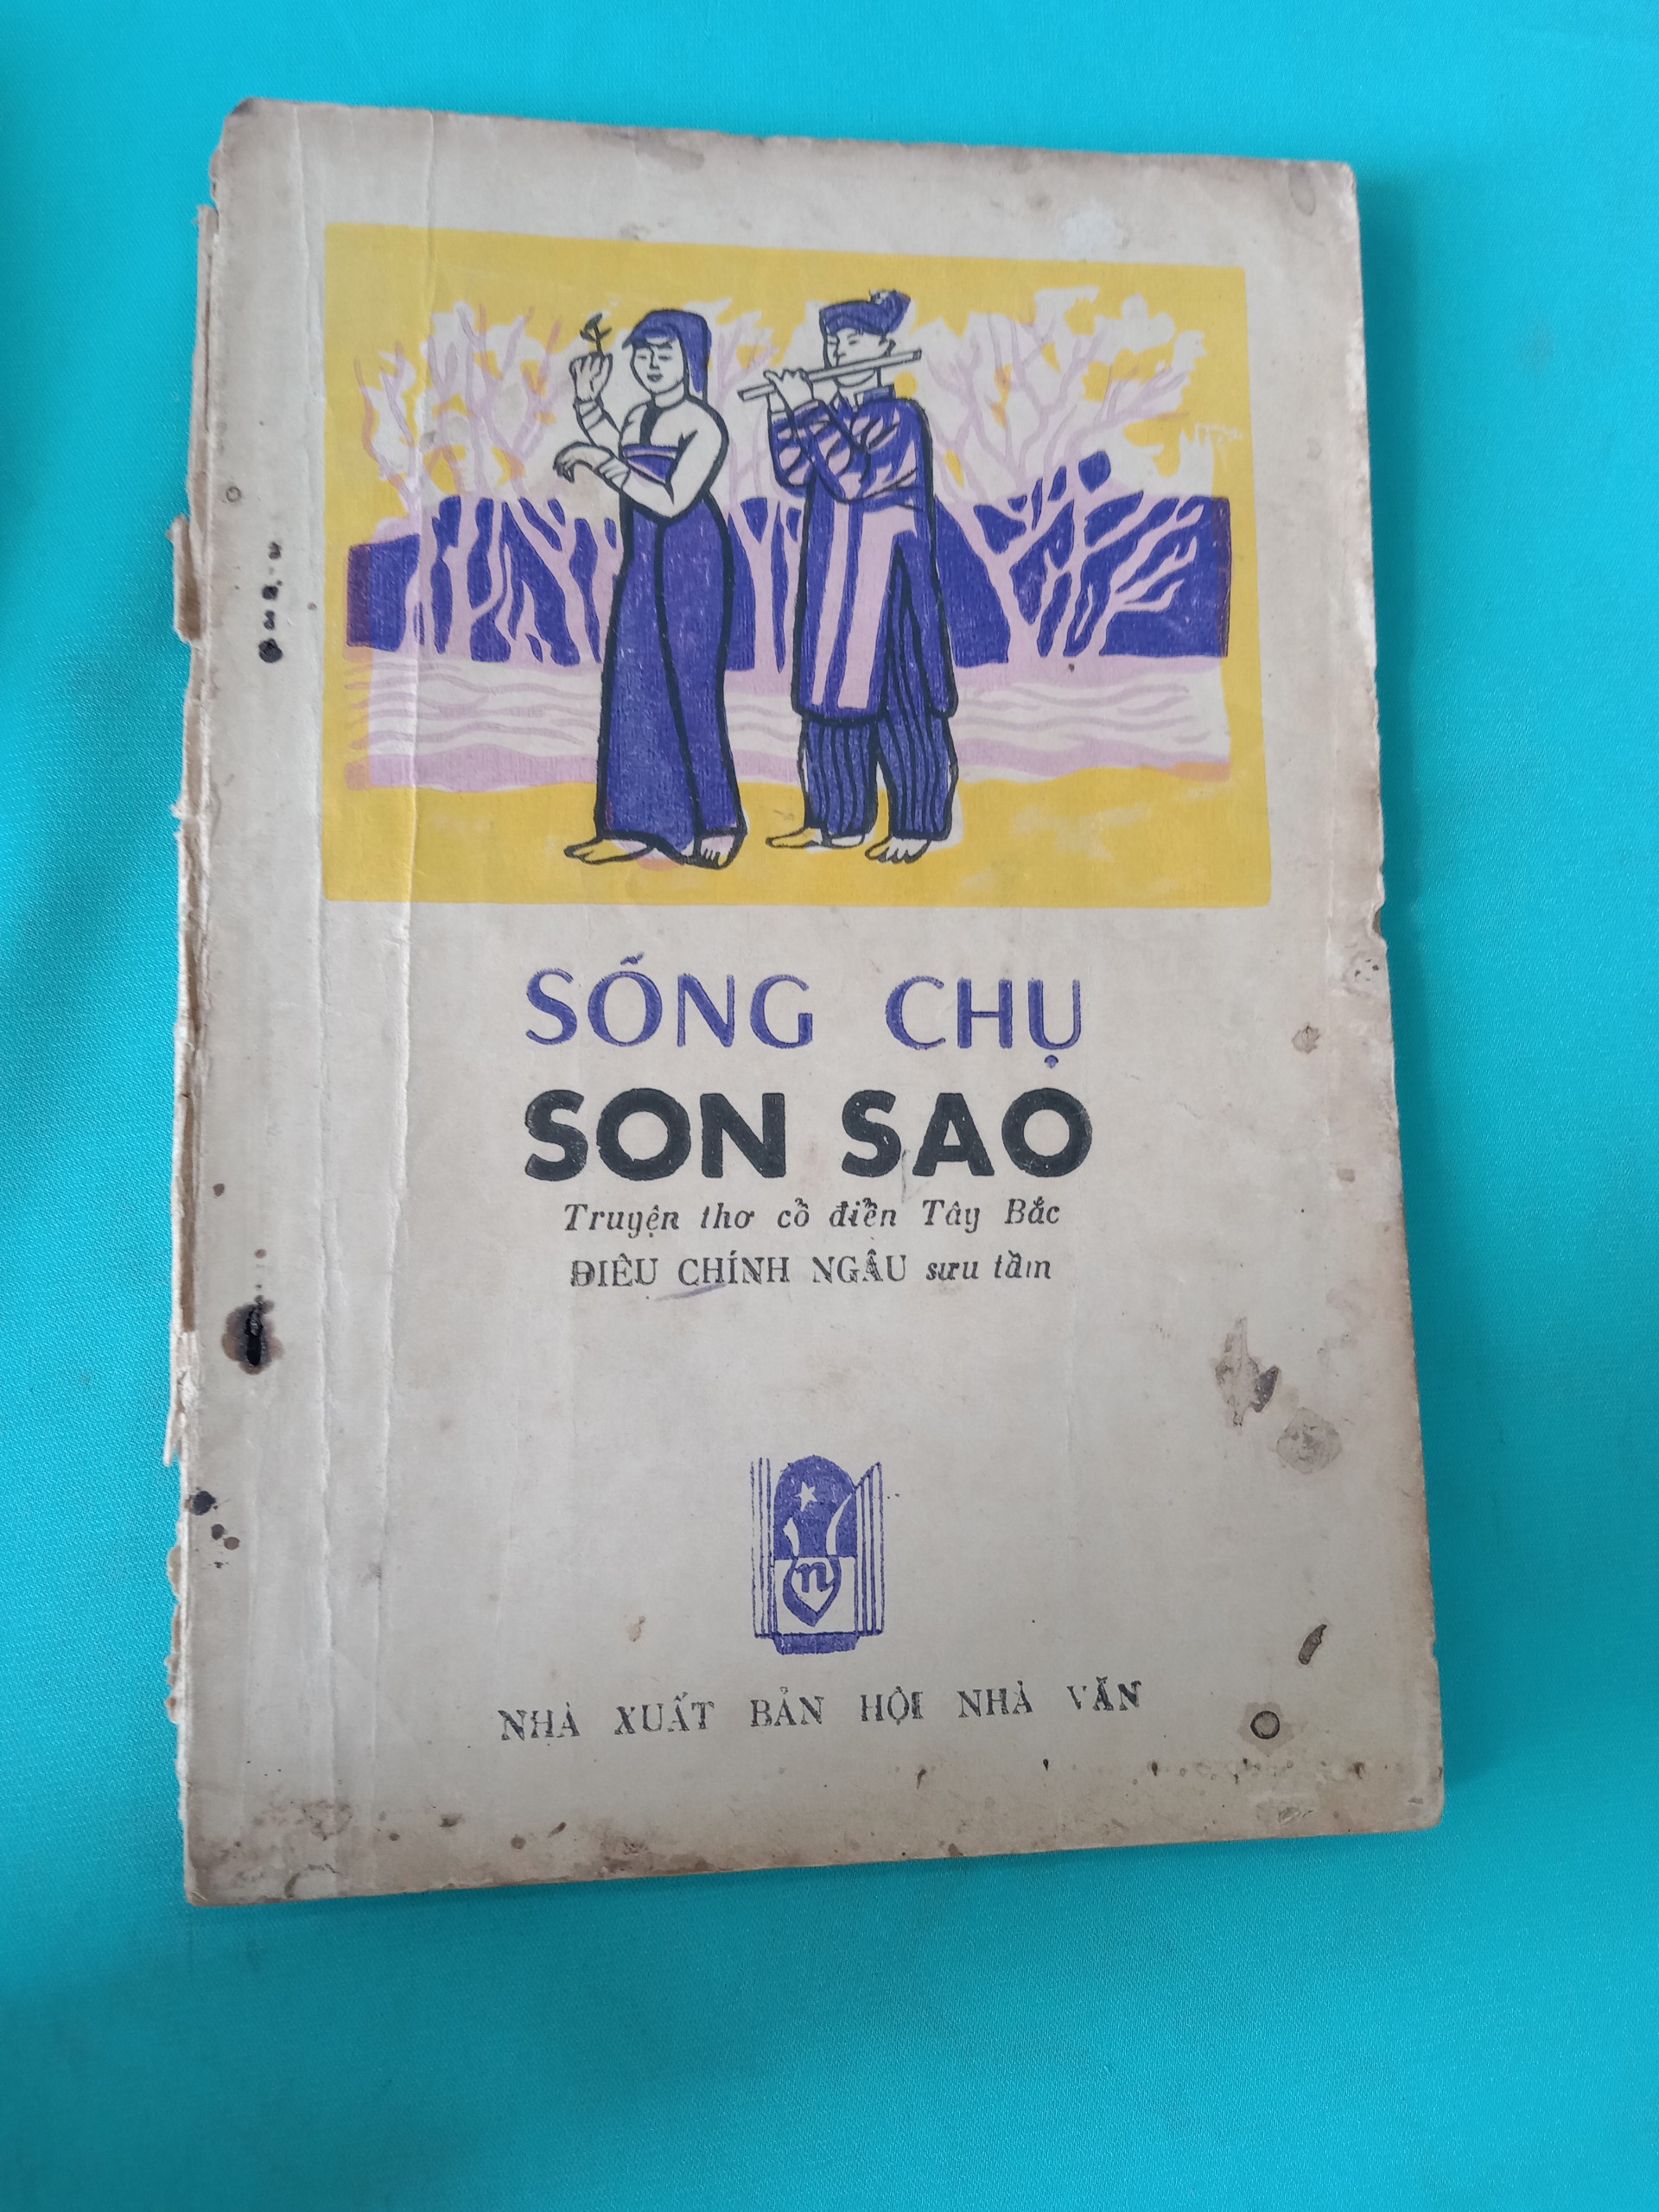 SỐNG CHỤ
SON SAO
Truyện thơ cổ điển Tây Bắc
ĐIÊU CHÍNH NGÂU sưu tầm
n
NHÀ XUẤT BẢN HỘI NHÀ VĂN